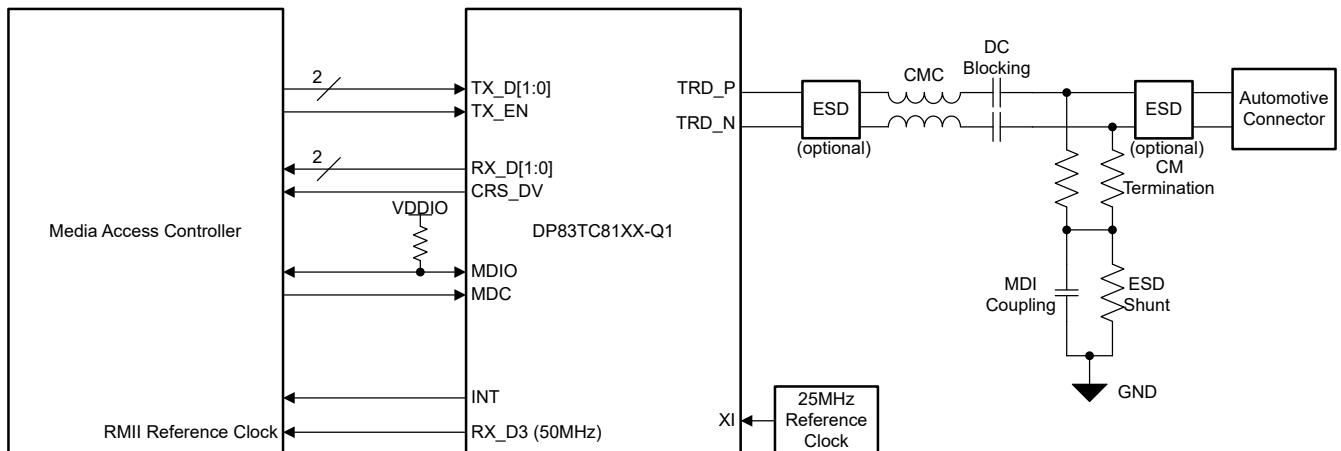 Media Access Controller
RMII Reference Clock
2
2
VDDIO
TX_D[1:0]
TX_EN
RX_D[1:0]
CRS_DV
MDIO
MDC
INT
RX_D3 (50MHz)
DP83TC81XX-Q1
TRD_P
TRD_N
XI
25MHz
Reference
Clock
ESD
(optional)
CMC
DC
Blocking
ESD
(optional)
CM
Termination
Automotive
Connector
MDI
Coupling
ESD
Shunt
GND